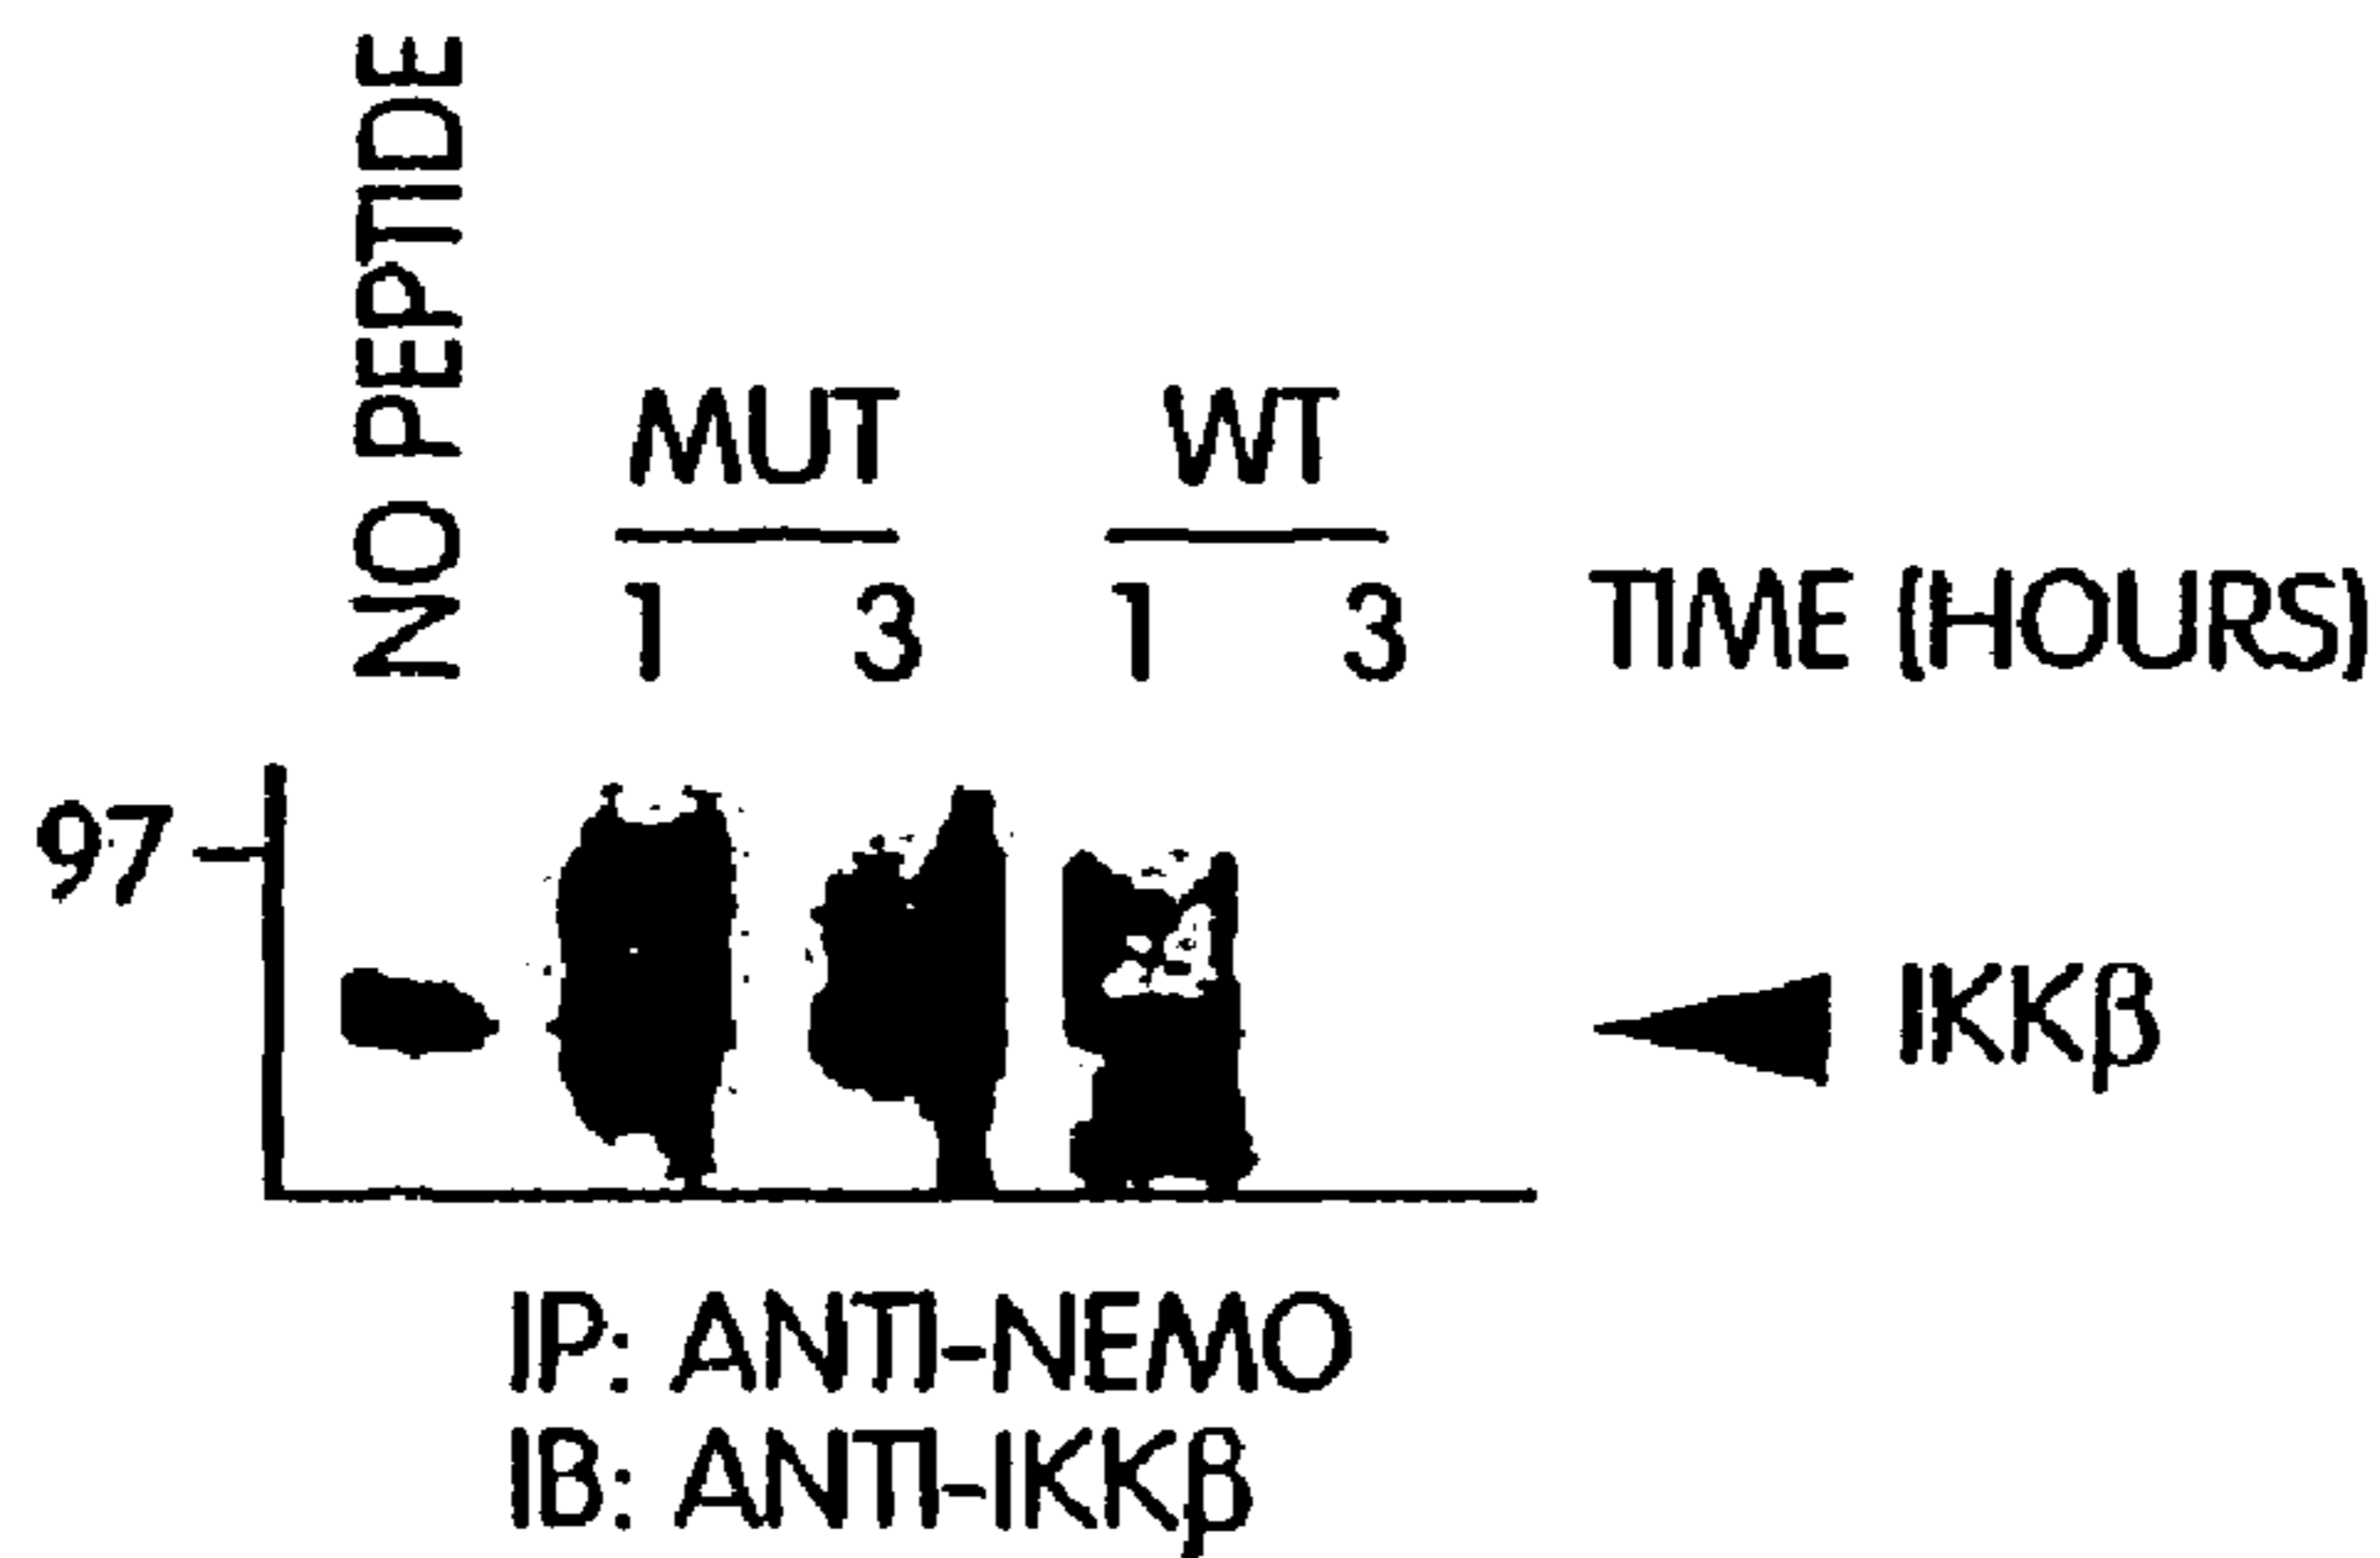 NO PEPTIDE
MUT WT
1 3 1 3 TIME (HOURS)
97
IKKβ
IP: ANTI-NEMO
IB: ANTI-IKKβ